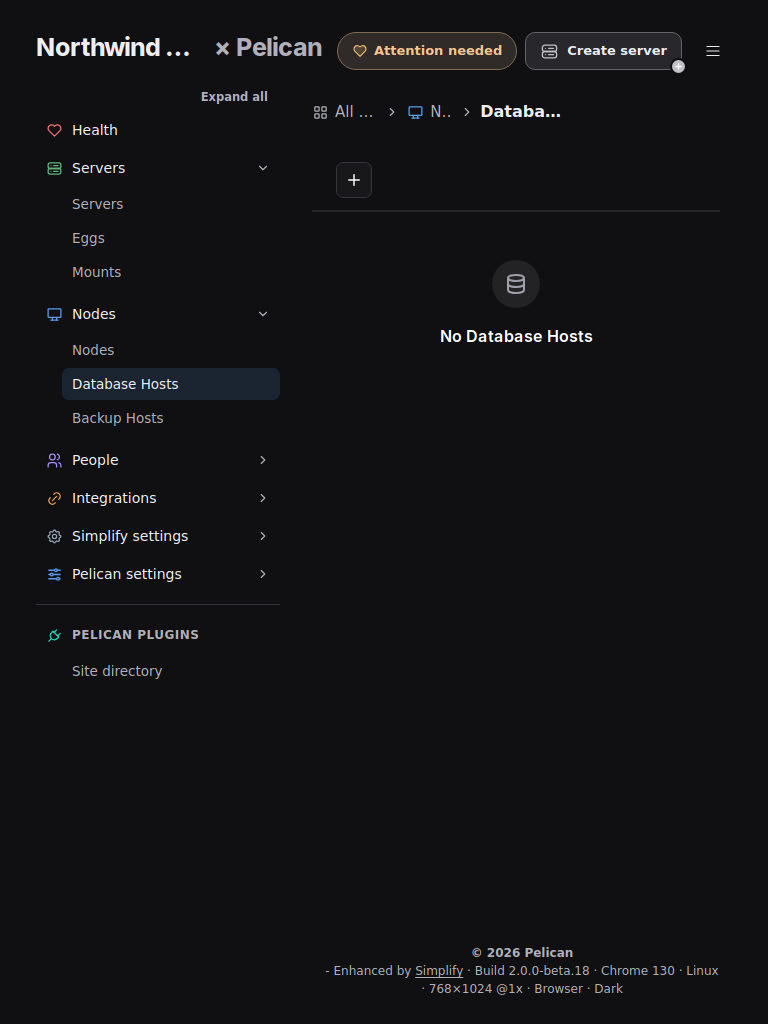 Northwind ... × Pelican
Attention needed
Create server
Expand all
Health
Servers
Servers
Eggs
Mounts
Nodes
Nodes
Database Hosts
Backup Hosts
People
Integrations
Simplify settings
Pelican settings
PELICAN PLUGINS
Site directory
All ... > N.. > Databa...
No Database Hosts
© 2026 Pelican
- Enhanced by Simplify · Build 2.0.0-beta.18 · Chrome 130 · Linux
· 768×1024 @1x · Browser · Dark